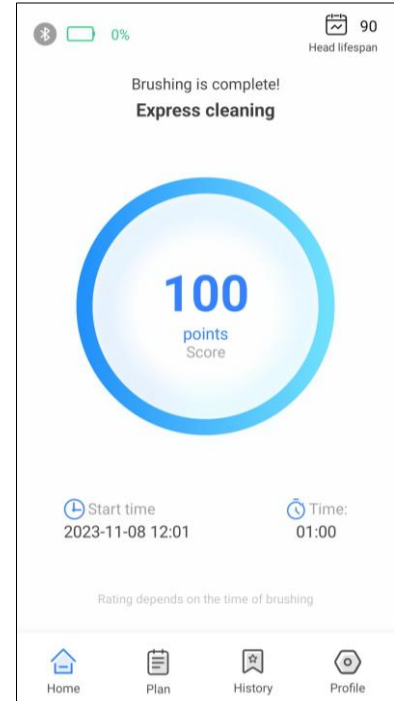 0%
90
Head lifespan
Brushing is complete!
Express cleaning
100
points
Score
Start time
2023-11-08 12:01
Time:
01:00
Rating depends on the time of brushing
Home
Plan
History
Profile